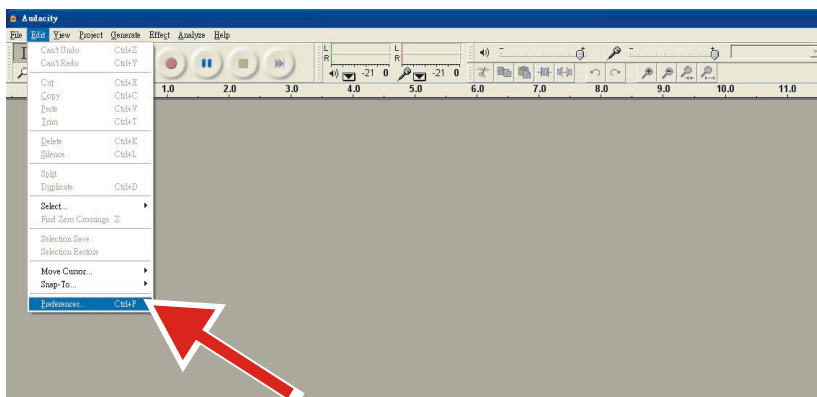 Audacity
File Edit View Project Generate Effect Analyze Help
Can't Undo Ctrl+Z
Can't Redo Ctrl+Y
Cut Ctrl+X
Copy Ctrl+C
Paste Ctrl+V
Trim Ctrl+T
Delete Ctrl+K
Silence Ctrl+L
Split
Duplicate Ctrl+D
Select...
Find Zero Crossings Z
Selection Save
Selection Restore
Move Cursor...
Snap-To...
Preferences... Ctrl+P
L
R
-21 0
L
R
-21 0
1.0 2.0 3.0 4.0 5.0 6.0 7.0 8.0 9.0 10.0 11.0